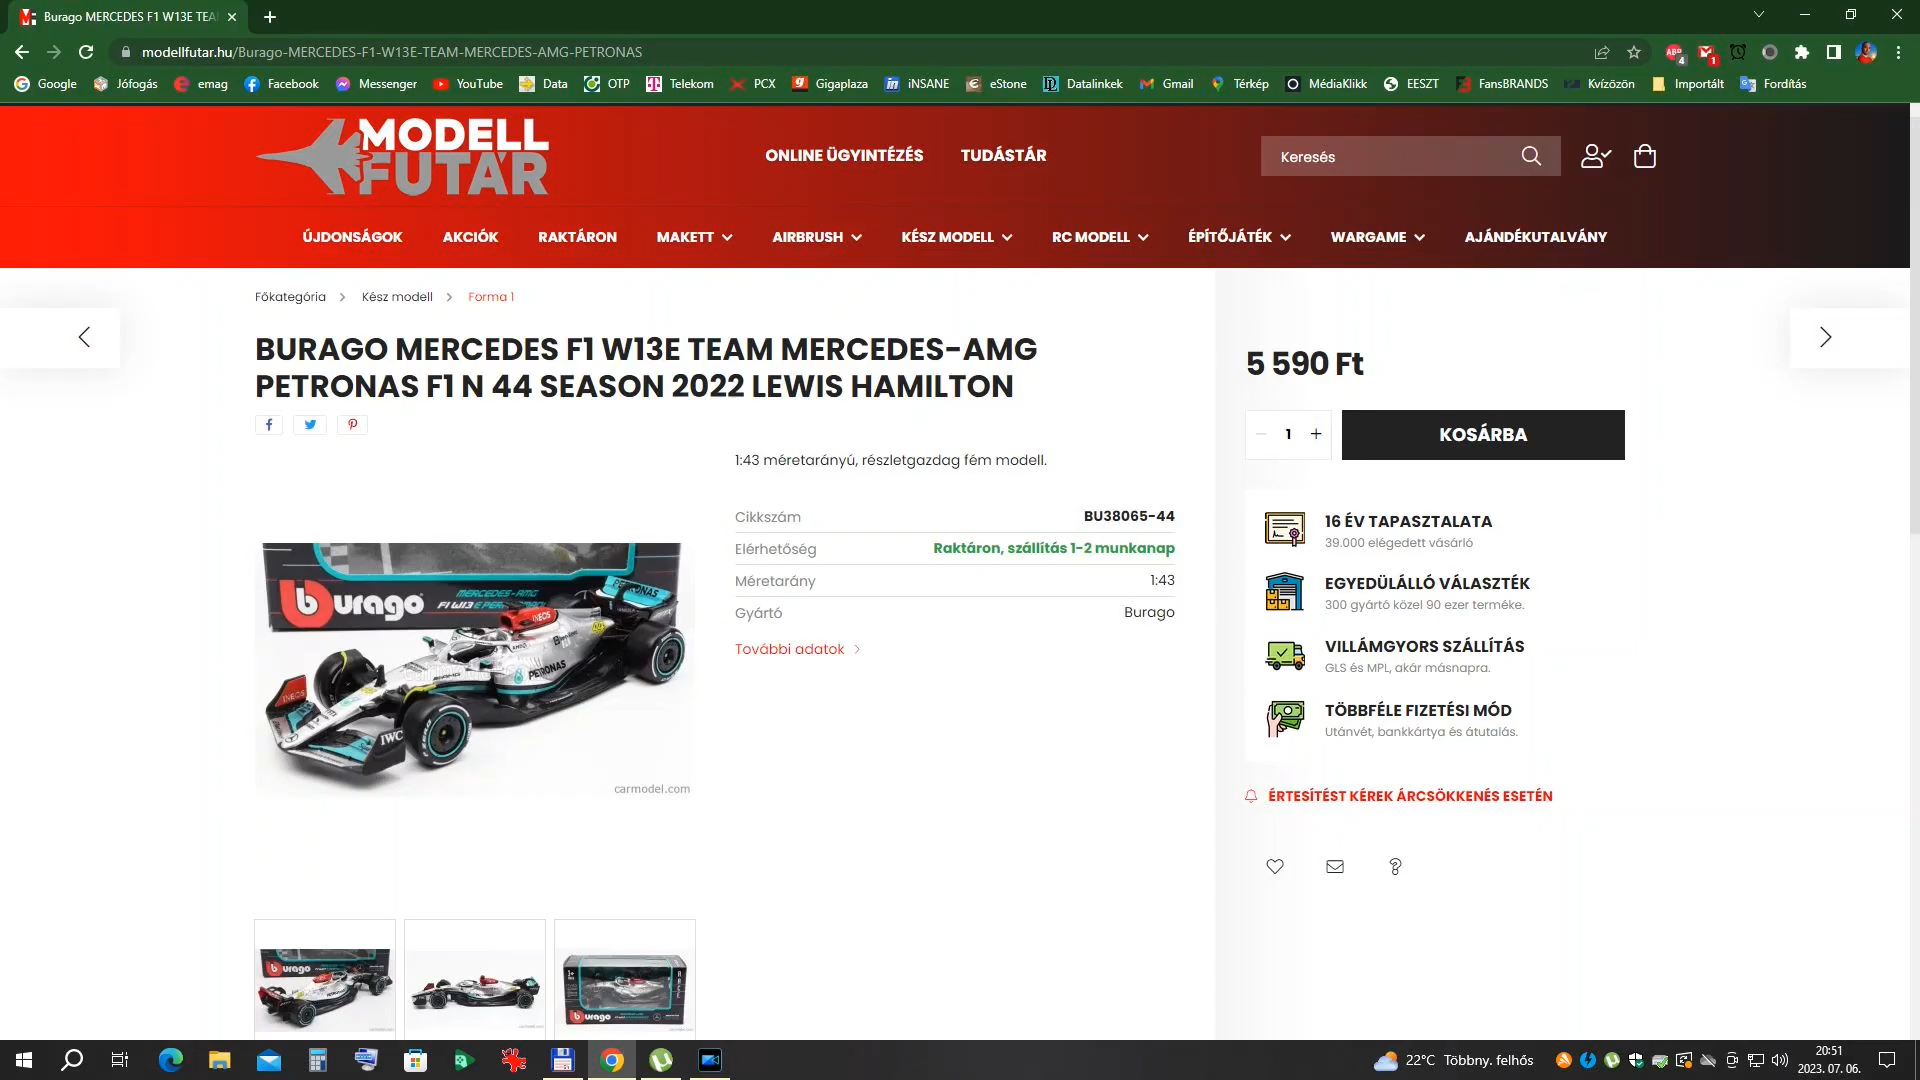 Burago MERCEDES F1 W13E TEA
modellfutar.hu/Burago-MERCEDES-F1-W13E-TEAM-MERCEDES-AMG-PETRONAS
Google Jófogás emag Facebook Messenger YouTube Data OTP Telekom PCX Gigaplaza iNSANE eStone Datalinkek Gmail Térkép MédiaKlikk EESZT FansBRANDS Kvízözön Importált Fordítás
MODELL
FUTÁR
ONLINE ÜGYINTÉZÉS TUDÁSTÁR
Keresés
ÚJDONSÁGOK AKCIÓK RAKTÁRON MAKETT AIRBRUSH KÉSZ MODELL RC MODELL ÉPÍTŐJÁTÉK WARGAME AJÁNDÉKUTALVÁNY
Főkategória Kész modell Forma 1
BURAGO MERCEDES F1 W13E TEAM MERCEDES-AMG
PETRONAS F1 N 44 SEASON 2022 LEWIS HAMILTON
1:43 méretarányú, részletgazdag fém modell.
Cikkszám BU38065-44
Elérhetőség Raktáron, szállítás 1-2 munkanap
Méretarány 1:43
Gyártó Burago
További adatok
burago
MERCEDES-AMG
PETRONAS
INEOS
PETRONAS
INEOS
IWC
carmodel.com
burago
burago
5 590 Ft
1
KOSÁRBA
16 ÉV TAPASZTALATA
39.000 elégedett vásárló
EGYEDÜLÁLLÓ VÁLASZTÉK
300 gyártó közel 90 ezer terméke.
VILLÁMGYORS SZÁLLÍTÁS
GLS és MPL, akár másnapra.
TÖBBFÉLE FIZETÉSI MÓD
Utánvét, bankkártya és átutalás.
ÉRTESÍTÉST KÉREK ÁRCSÖKKENÉS ESETÉN
22°C Többny. felhős
20:51
2023. 07. 06.